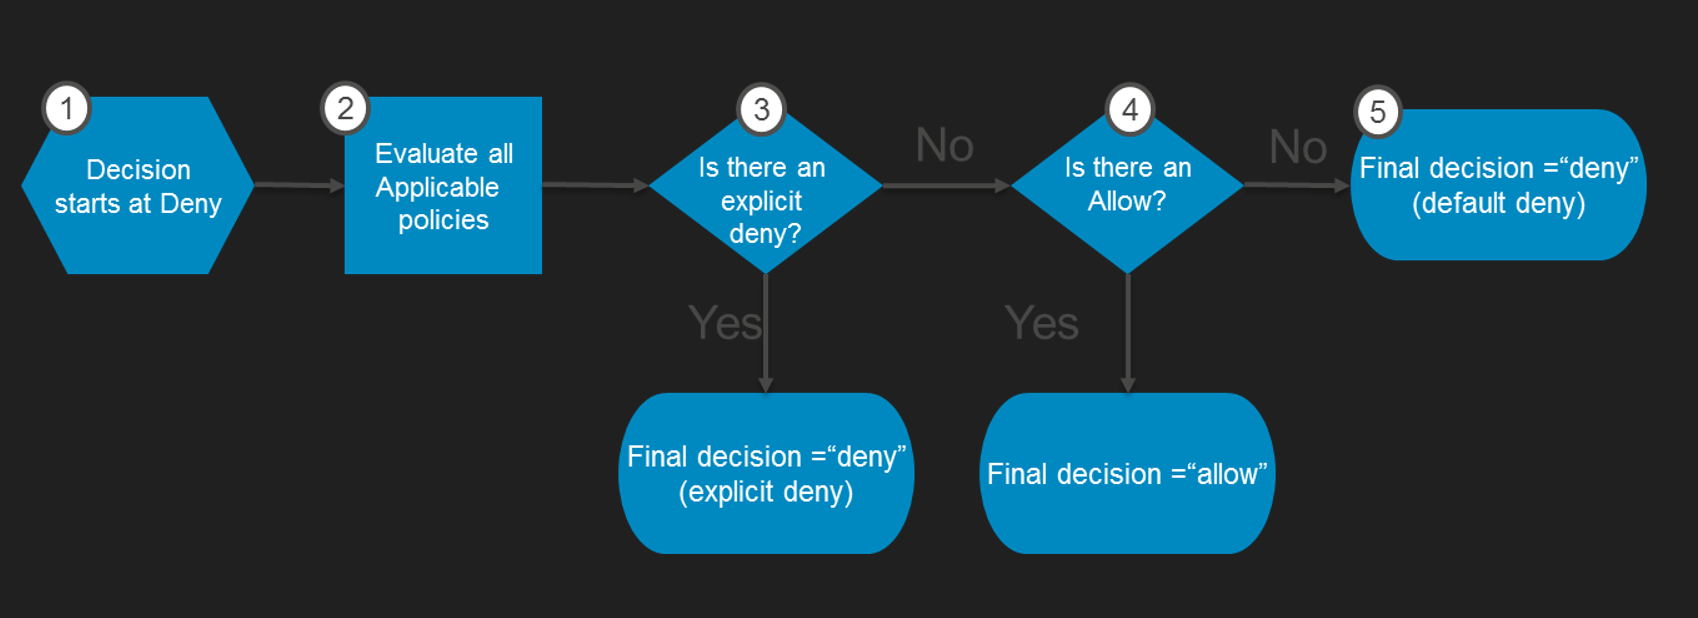 1
Decision
starts at Deny
2
Evaluate all
Applicable
policies
3
Is there an
explicit
deny?
No
4
Is there an
Allow?
No
5
Final decision =“deny”
(default deny)
Yes
Yes
Final decision =“deny”
(explicit deny)
Final decision =“allow”